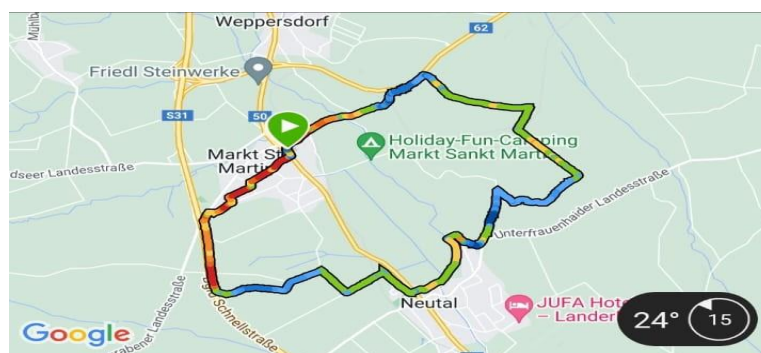 Weppersdorf
62
Friedl Steinwerke
S31
50
Holiday-Fun-Camping
Markt Sankt Martin
Markt St.
Martin
Landesstraße
Unterfrauenhaider Landesstraße
Schnellstraße
Neutal
JUFA Hote
– Lander
24° 15
Landesstraße
Google